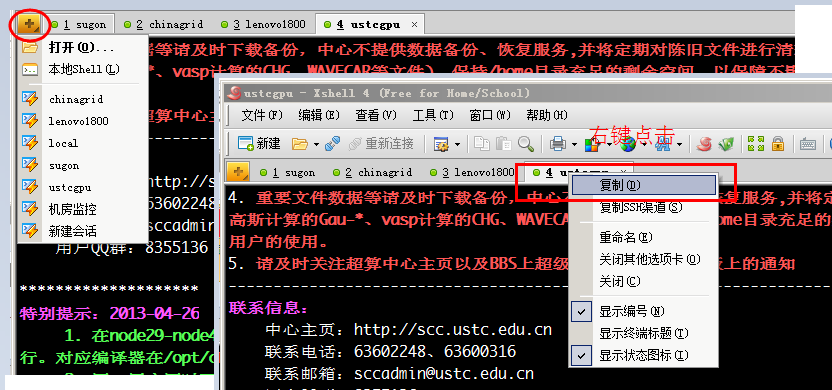 1 sugon
2 chinagrid
3 lenovo1800
4 ustcgpu
打开(O)...
本地Shell(L)
chinagrid
lenovo1800
local
sugon
ustcgpu
机房监控
新建会话
据等请及时下载备份，中心不提供数据备份、恢复服务,并将定期对陈旧文件进行清
*、vasp计算的CHG、WAVECAR等文件），保持/home目录充足的剩余空间，以保障不
超算中心主
http://scc
63602248
sccadmin
用户QQ群：8355136
********************
特别提示：2013-04-26
1. 在node29-node4
行。对应编译器在/opt/c
ustcgpu - Xshell 4 (Free for Home/School)
文件(F) 编辑(E) 查看(V) 工具(T) 窗口(W) 帮助(H)
新建 重新连接
右键点击
1 sugon
2 chinagrid
3 lenovo1800
4 ustcgpu
4. 重要文件数据等请及时下载备份，中心不 恢复服务,并将定
高斯计算的Gau-*、vasp计算的CHG、WAVECA ome目录充足的
用户的使用。
5. 请及时关注超算中心主页以及BBS上超级 上的通知
联系信息：
中心主页：http://scc.ustc.edu.cn
联系电话：63602248、63600316
联系邮箱：sccadmin@ustc.edu.cn
复制(D)
复制SSH渠道(S)
重命名(E)
关闭其他选项卡(O)
关闭(C)
显示编号(N)
显示终端标题(T)
显示状态图标(I)